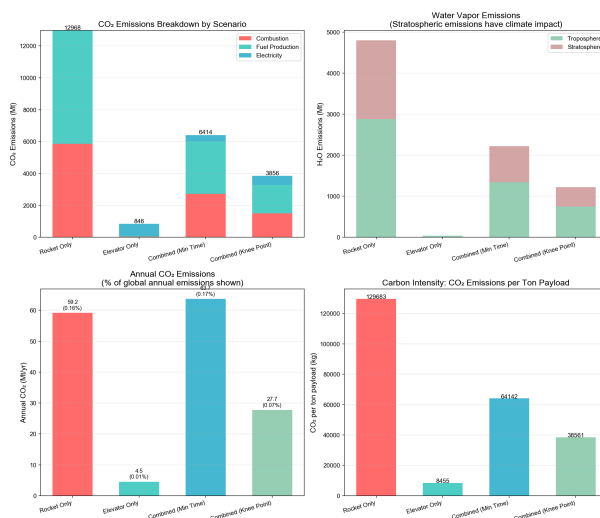 CO₂ Emissions Breakdown by Scenario
CO₂ Emissions (Mt)
12000
10000
8000
6000
4000
2000
0
12968
846
6414
3856
Combustion
Fuel Production
Electricity
Rocket Only
Elevator Only
Combined (Min Time)
Combined (Knee Point)
Water Vapor Emissions
(Stratospheric emissions have climate impact)
H₂O Emissions (Mt)
5000
4000
3000
2000
1000
0
Troposphere
Stratosphere
Rocket Only
Elevator Only
Combined (Min Time)
Combined (Knee Point)
Annual CO₂ Emissions
(% of global annual emissions shown)
Annual CO₂ (Mt/yr)
60
50
40
30
20
10
0
59.2
(0.16%)
4.5
(0.01%)
(0.17%)
27.7
(0.07%)
Rocket Only
Elevator Only
Combined (Min Time)
Combined (Knee Point)
Carbon Intensity: CO₂ Emissions per Ton Payload
CO₂ per ton payload (kg)
120000
100000
80000
60000
40000
20000
0
129683
8455
64142
38561
Rocket Only
Elevator Only
Combined (Min Time)
Combined (Knee Point)